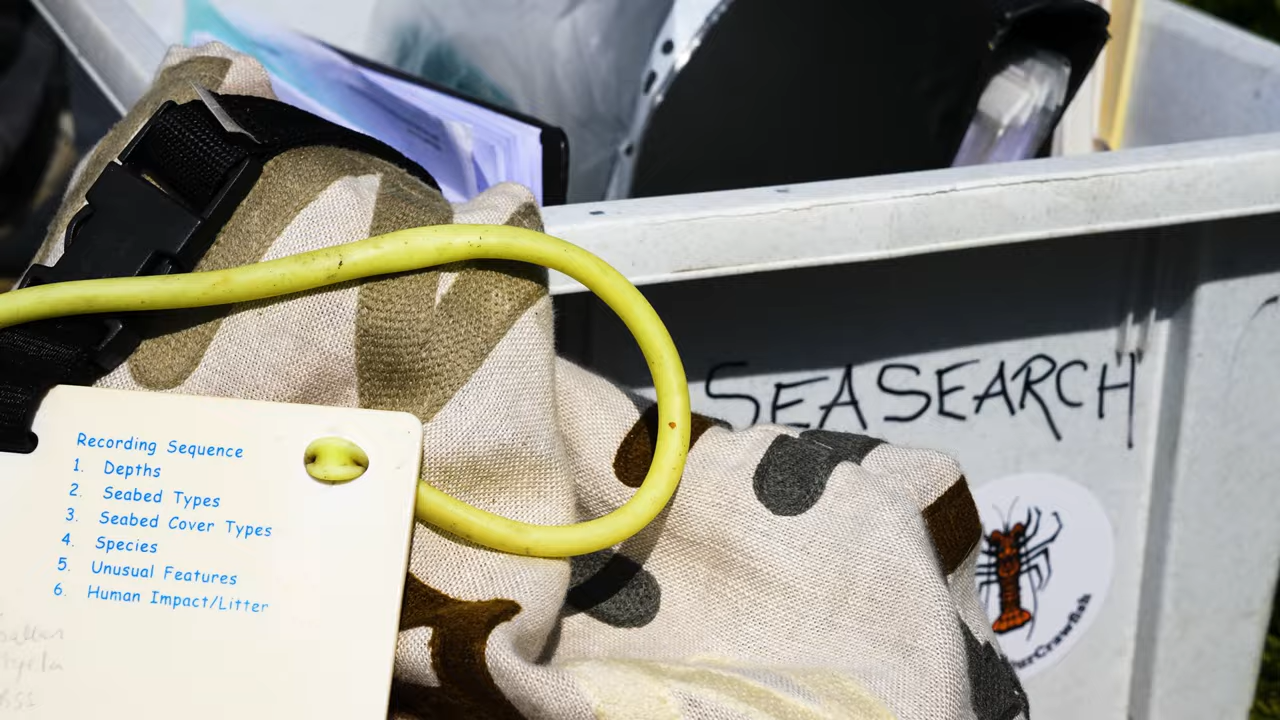 SEASEARCH
Recording Sequence
1. Depths
2. Seabed Types
3. Seabed Cover Types
4. Species
5. Unusual Features
6. Human Impact/Litter